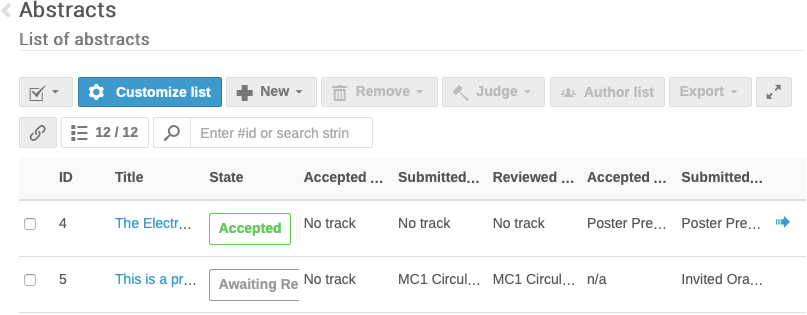 Abstracts
List of abstracts
Customize list New Remove Judge Author list Export
12 / 12 Enter #id or search strin
ID Title State Accepted ... Submitted... Reviewed ... Accepted ... Submitted...
4 The Electr... Accepted No track No track No track Poster Pre... Poster Pre...
5 This is a pr... Awaiting Re No track MC1 Circul... MC1 Circul... n/a Invited Ora...